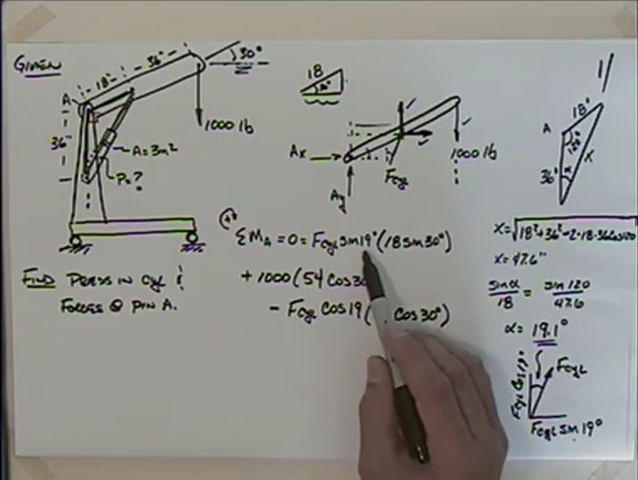 GIVEN
18"
36"
30°
A
36"
1000 lb
A = 3in²
P = ?
FIND PRESS IN CYL &
FORCES @ PIN A.
18
30°
Ax
Ay
Fcyl
1000 lb
ΣMA = 0 = Fcyl sin 19° (18 sin 30°)
+ 1000 (54 cos 30
- Fcyl cos 19 ( cos 30°)
18"
A
120°
36"
α
x
x = √18² + 36² - 2·18·36 cos 120
x = 47.6"
sin α / 18 = sin 120 / 47.6
α = 19.1°
Fcyl cos 19°
Fcyl
Fcyl sin 19°